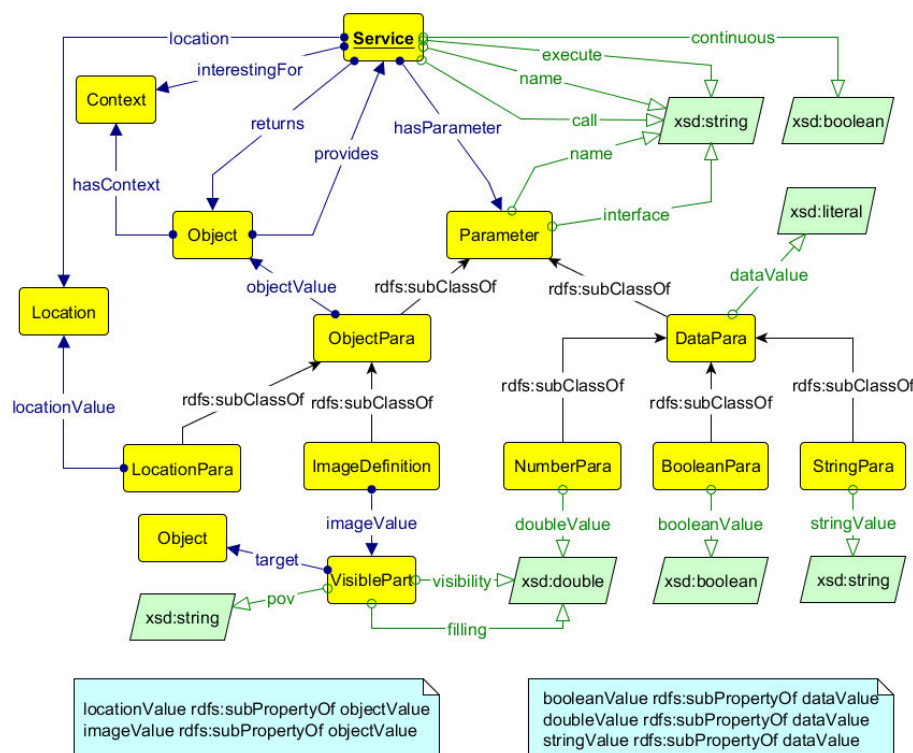 location
Service
continuous
execute
interestingFor
name
Context
returns
hasParameter
call
xsd:string
xsd:boolean
provides
name
hasContext
xsd:literal
Object
Parameter
interface
objectValue
rdfs:subClassOf
rdfs:subClassOf
dataValue
Location
ObjectPara
DataPara
rdfs:subClassOf
rdfs:subClassOf
rdfs:subClassOf
rdfs:subClassOf
rdfs:subClassOf
locationValue
LocationPara
ImageDefinition
NumberPara
BooleanPara
StringPara
imageValue
doubleValue
booleanValue
stringValue
Object
target
VisiblePart
visibility
xsd:double
xsd:boolean
xsd:string
pov
xsd:string
filling
locationValue rdfs:subPropertyOf objectValue
imageValue rdfs:subPropertyOf objectValue
booleanValue rdfs:subPropertyOf dataValue
doubleValue rdfs:subPropertyOf dataValue
stringValue rdfs:subPropertyOf dataValue